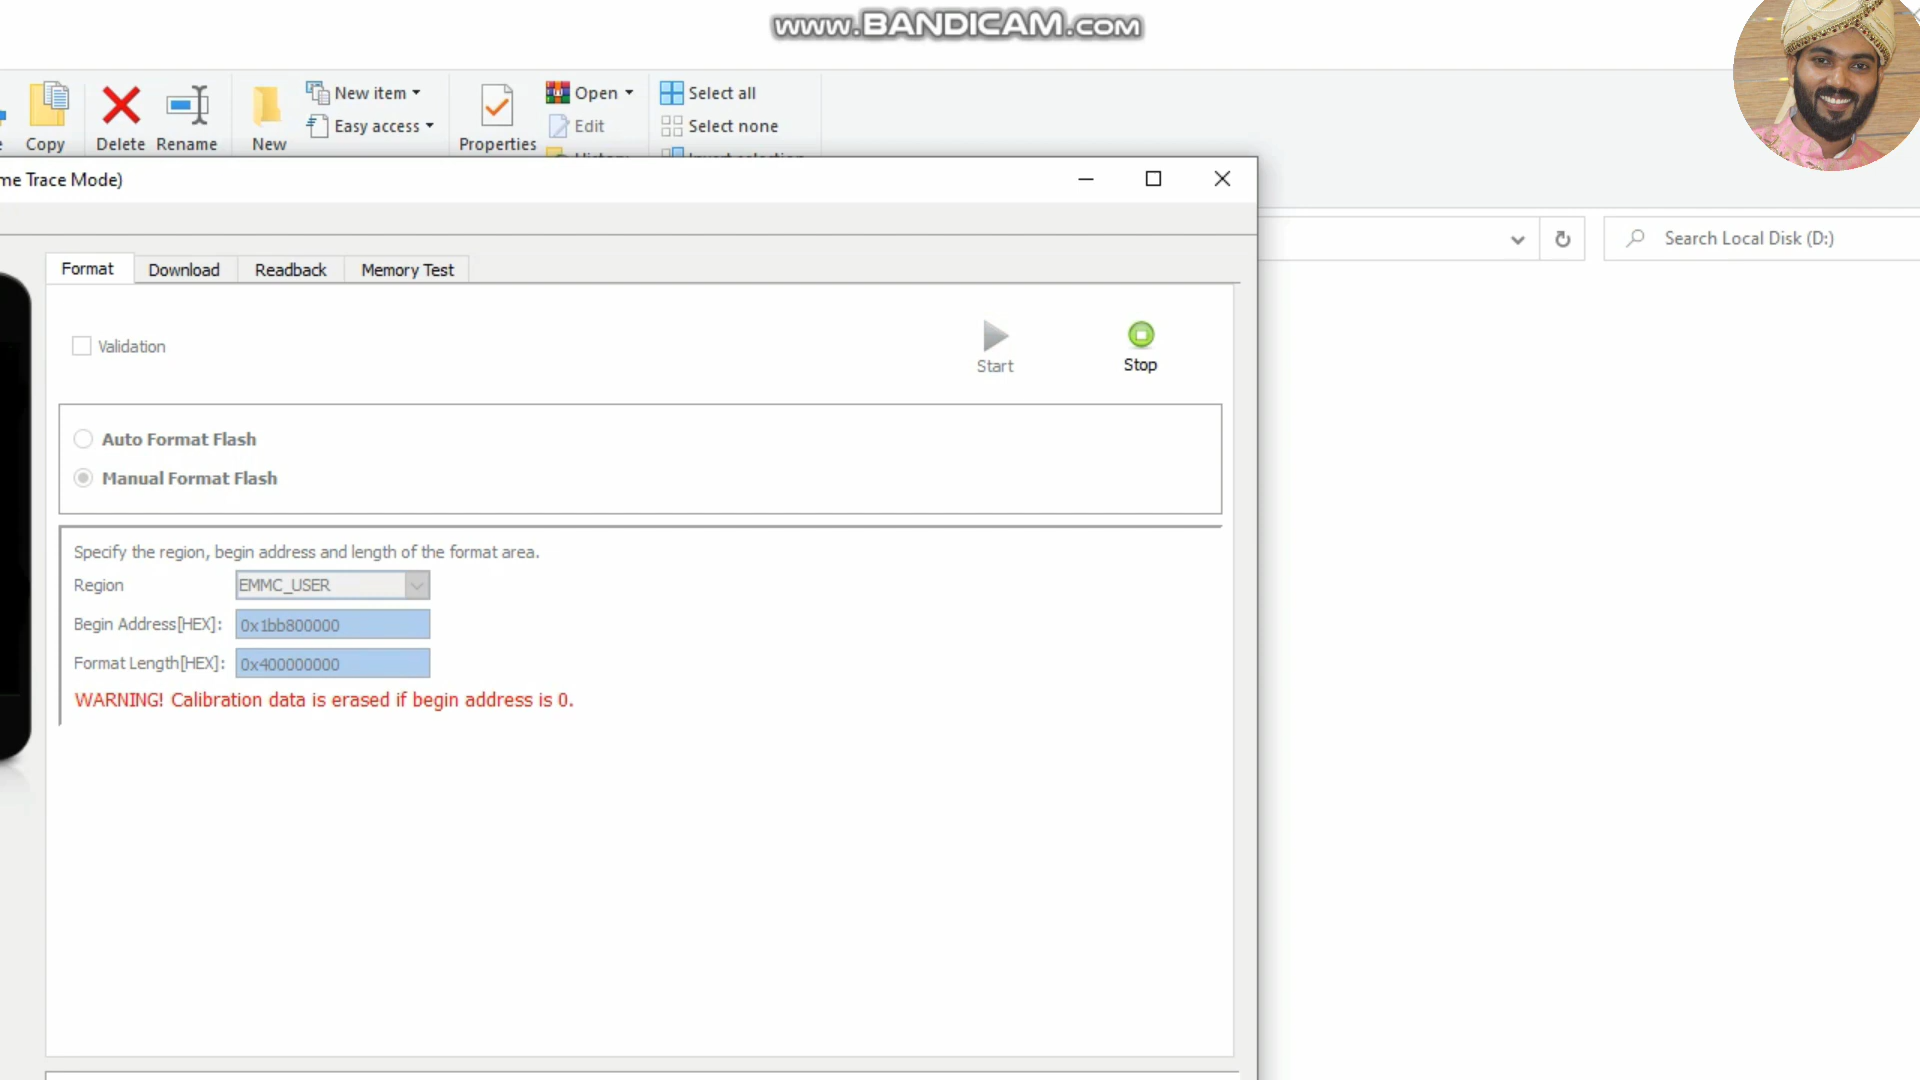 www.BANDICAM.com
New item
Open
Select all
Easy access
Edit
Select none
Copy
Delete
Rename
New
Properties
me Trace Mode)
Search Local Disk (D:)
Format
Download
Readback
Memory Test
Validation
Start
Stop
Auto Format Flash
Manual Format Flash
Specify the region, begin address and length of the format area.
Region
EMMC_USER
Begin Address[HEX]:
0x1bb800000
Format Length[HEX]:
0x400000000
WARNING! Calibration data is erased if begin address is 0.